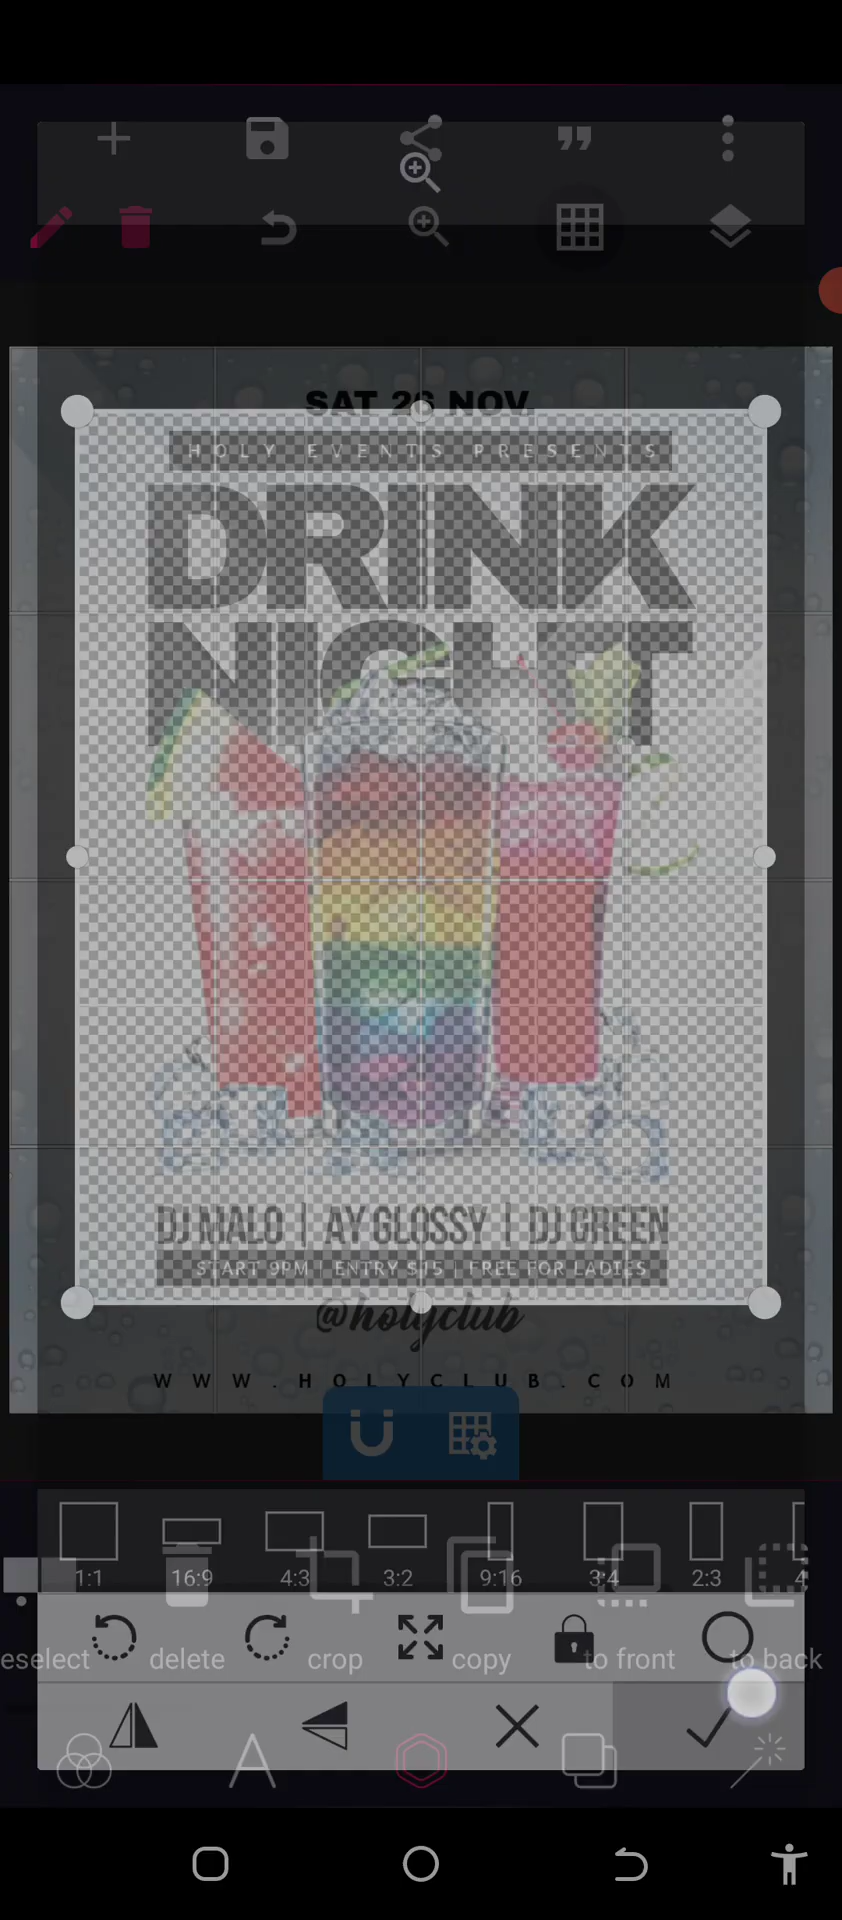 SAT 26 NOV
HOLY EVENTS PRESENTS
DRINK
NIGHT
DJ MALO | AY GLOSSY | DJ GREEN
START 9PM | ENTRY $15 | FREE FOR LADIES
@holyclub
WWW.HOLYCLUB.COM
1:1 16:9 4:3 3:2 9:16 3:4 2:3 4
eselect delete crop copy to front to back